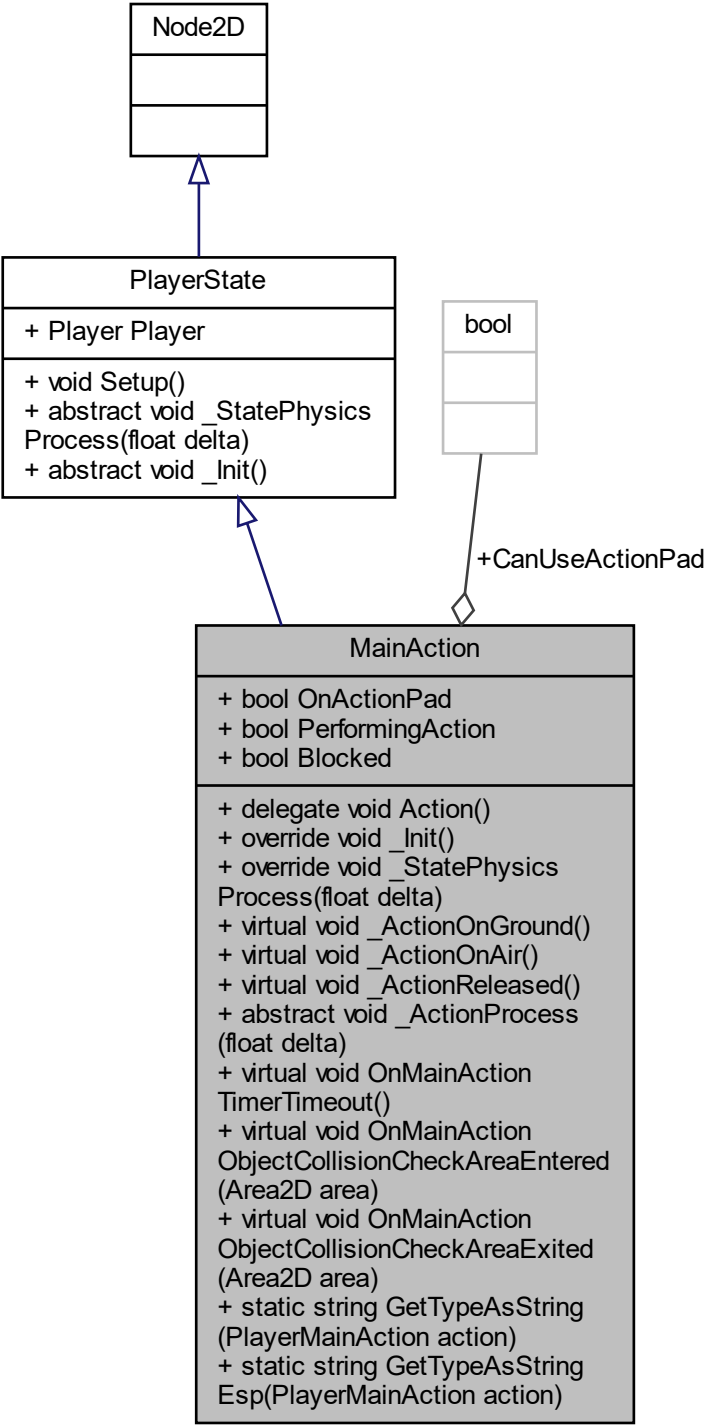 Node2D
PlayerState
+ Player Player
+ void Setup()
+ abstract void _StatePhysics
Process(float delta)
+ abstract void _Init()
bool
+CanUseActionPad
MainAction
+ bool OnActionPad
+ bool PerformingAction
+ bool Blocked
+ delegate void Action()
+ override void _Init()
+ override void _StatePhysics
Process(float delta)
+ virtual void _ActionOnGround()
+ virtual void _ActionOnAir()
+ virtual void _ActionReleased()
+ abstract void _ActionProcess
(float delta)
+ virtual void OnMainAction
TimerTimeout()
+ virtual void OnMainAction
ObjectCollisionCheckAreaEntered
(Area2D area)
+ virtual void OnMainAction
ObjectCollisionCheckAreaExited
(Area2D area)
+ static string GetTypeAsString
(PlayerMainAction action)
+ static string GetTypeAsString
Esp(PlayerMainAction action)